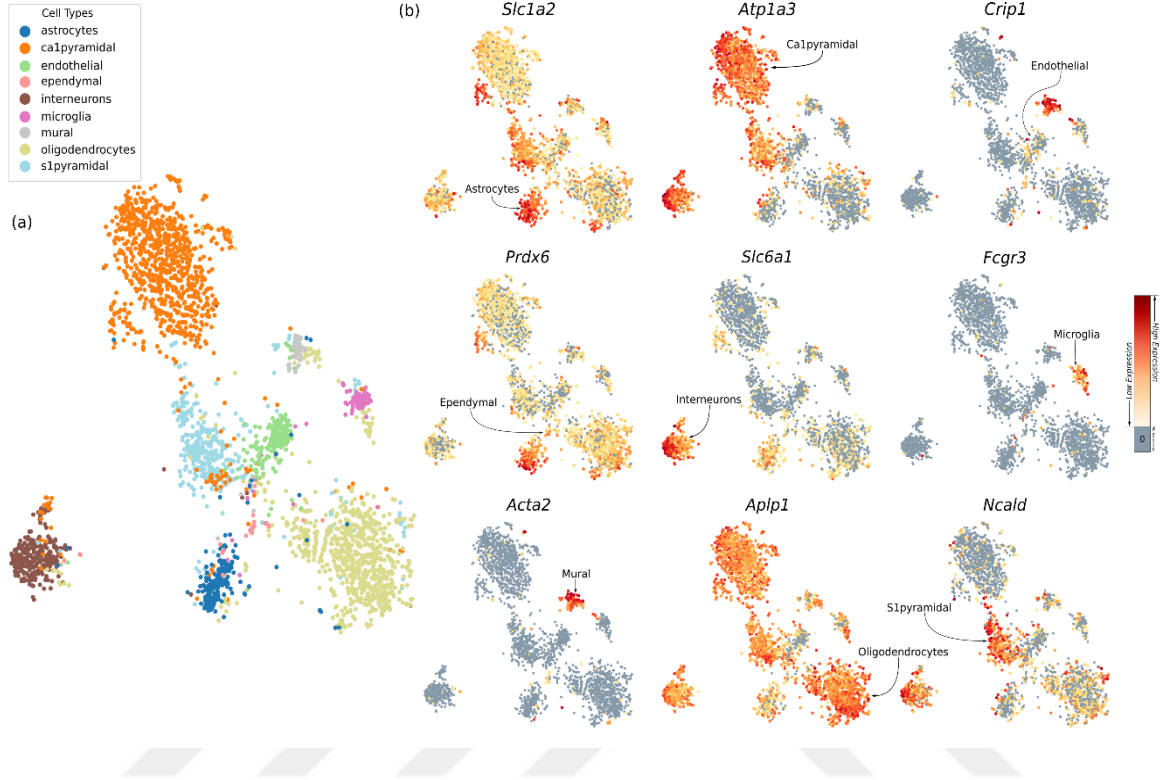 Cell Types
astrocytes
ca1pyramidal
endothelial
ependymal
interneurons
microglia
mural
oligodendrocytes
s1pyramidal
(a)
(b)
Slc1a2
Atp1a3
Crip1
Astrocytes
Ca1pyramidal
Endothelial
Prdx6
Slc6a1
Fcgr3
Ependymal
Interneurons
Microglia
High Expression
Low Expression
0
Acta2
Aplp1
Ncald
Mural
Oligodendrocytes
S1pyramidal